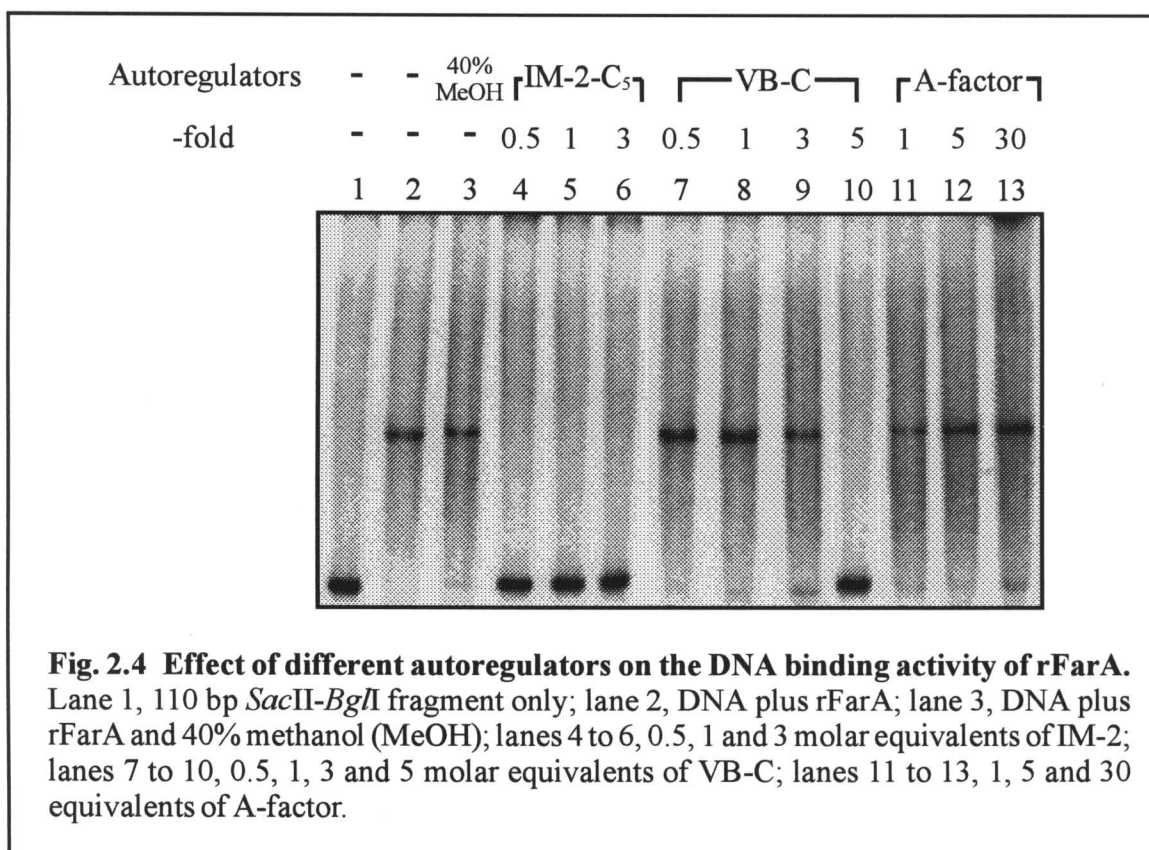 Autoregulators - - 40% MeOH IM-2-C₅ VB-C A-factor
-fold - - - 0.5 1 3 0.5 1 3 5 1 5 30
1 2 3 4 5 6 7 8 9 10 11 12 13
Fig. 2.4 Effect of different autoregulators on the DNA binding activity of rFarA.
Lane 1, 110 bp SacII-BglI fragment only; lane 2, DNA plus rFarA; lane 3, DNA plus
rFarA and 40% methanol (MeOH); lanes 4 to 6, 0.5, 1 and 3 molar equivalents of IM-2;
lanes 7 to 10, 0.5, 1, 3 and 5 molar equivalents of VB-C; lanes 11 to 13, 1, 5 and 30
equivalents of A-factor.